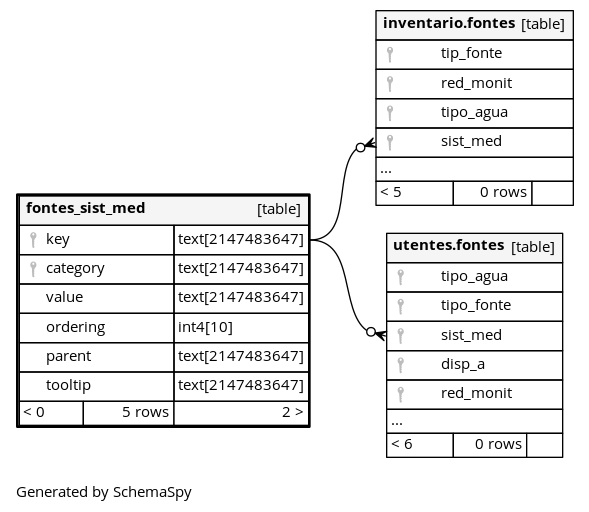 inventario.fontes [table]
tip_fonte
red_monit
tipo_agua
sist_med
...
< 5 0 rows
fontes_sist_med [table]
key text[2147483647]
category text[2147483647]
value text[2147483647]
ordering int4[10]
parent text[2147483647]
tooltip text[2147483647]
< 0 5 rows 2 >
utentes.fontes [table]
tipo_agua
tipo_fonte
sist_med
disp_a
red_monit
...
< 6 0 rows
Generated by SchemaSpy